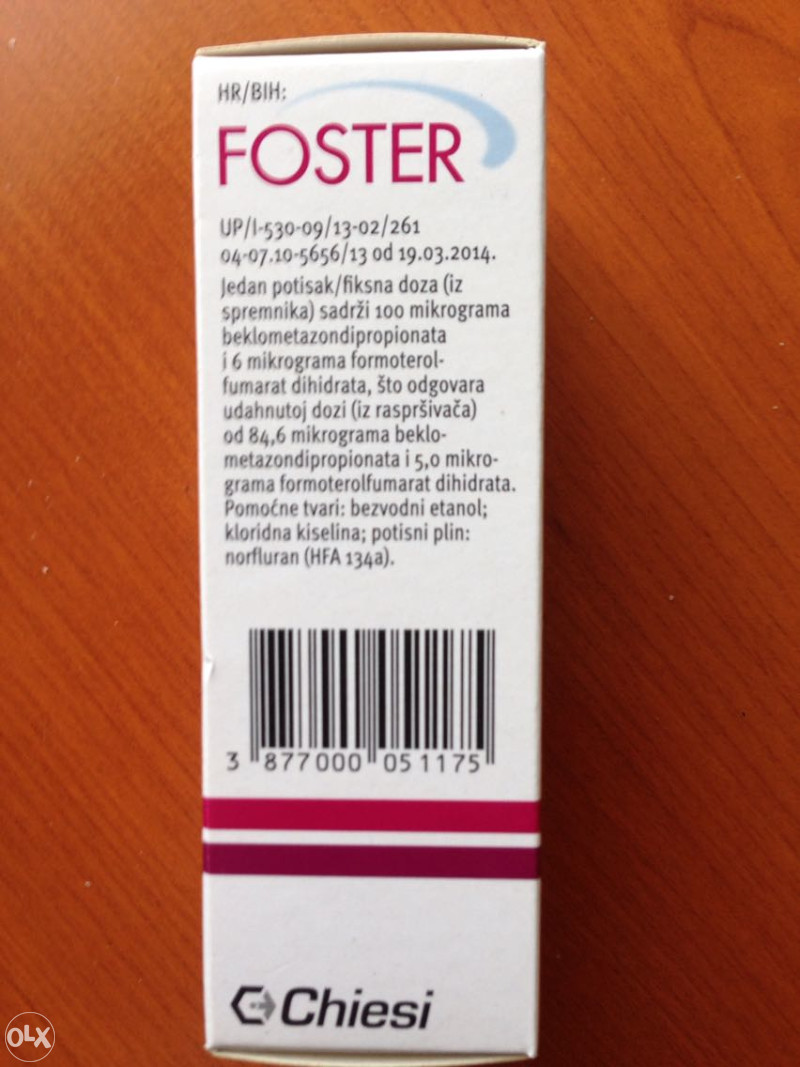 HR/BIH:
FOSTER
UP/I-530-09/13-02/261
04-07.10-5656/13 od 19.03.2014.
Jedan potisak/fiksna doza (iz
spremnika) sadrži 100 mikrograma
beklometazondipropionata
i 6 mikrograma formoterol-
fumarat dihidrata, što odgovara
udahnutoj dozi (iz raspršivača)
od 84,6 mikrograma beklo-
metazondipropionata i 5,0 mikro-
grama formoterolfumarat dihidrata.
Pomoćne tvari: bezvodni etanol;
kloridna kiselina; potisni plin:
norfluran (HFA 134a).
3 877000 051175
Chiesi
OLX